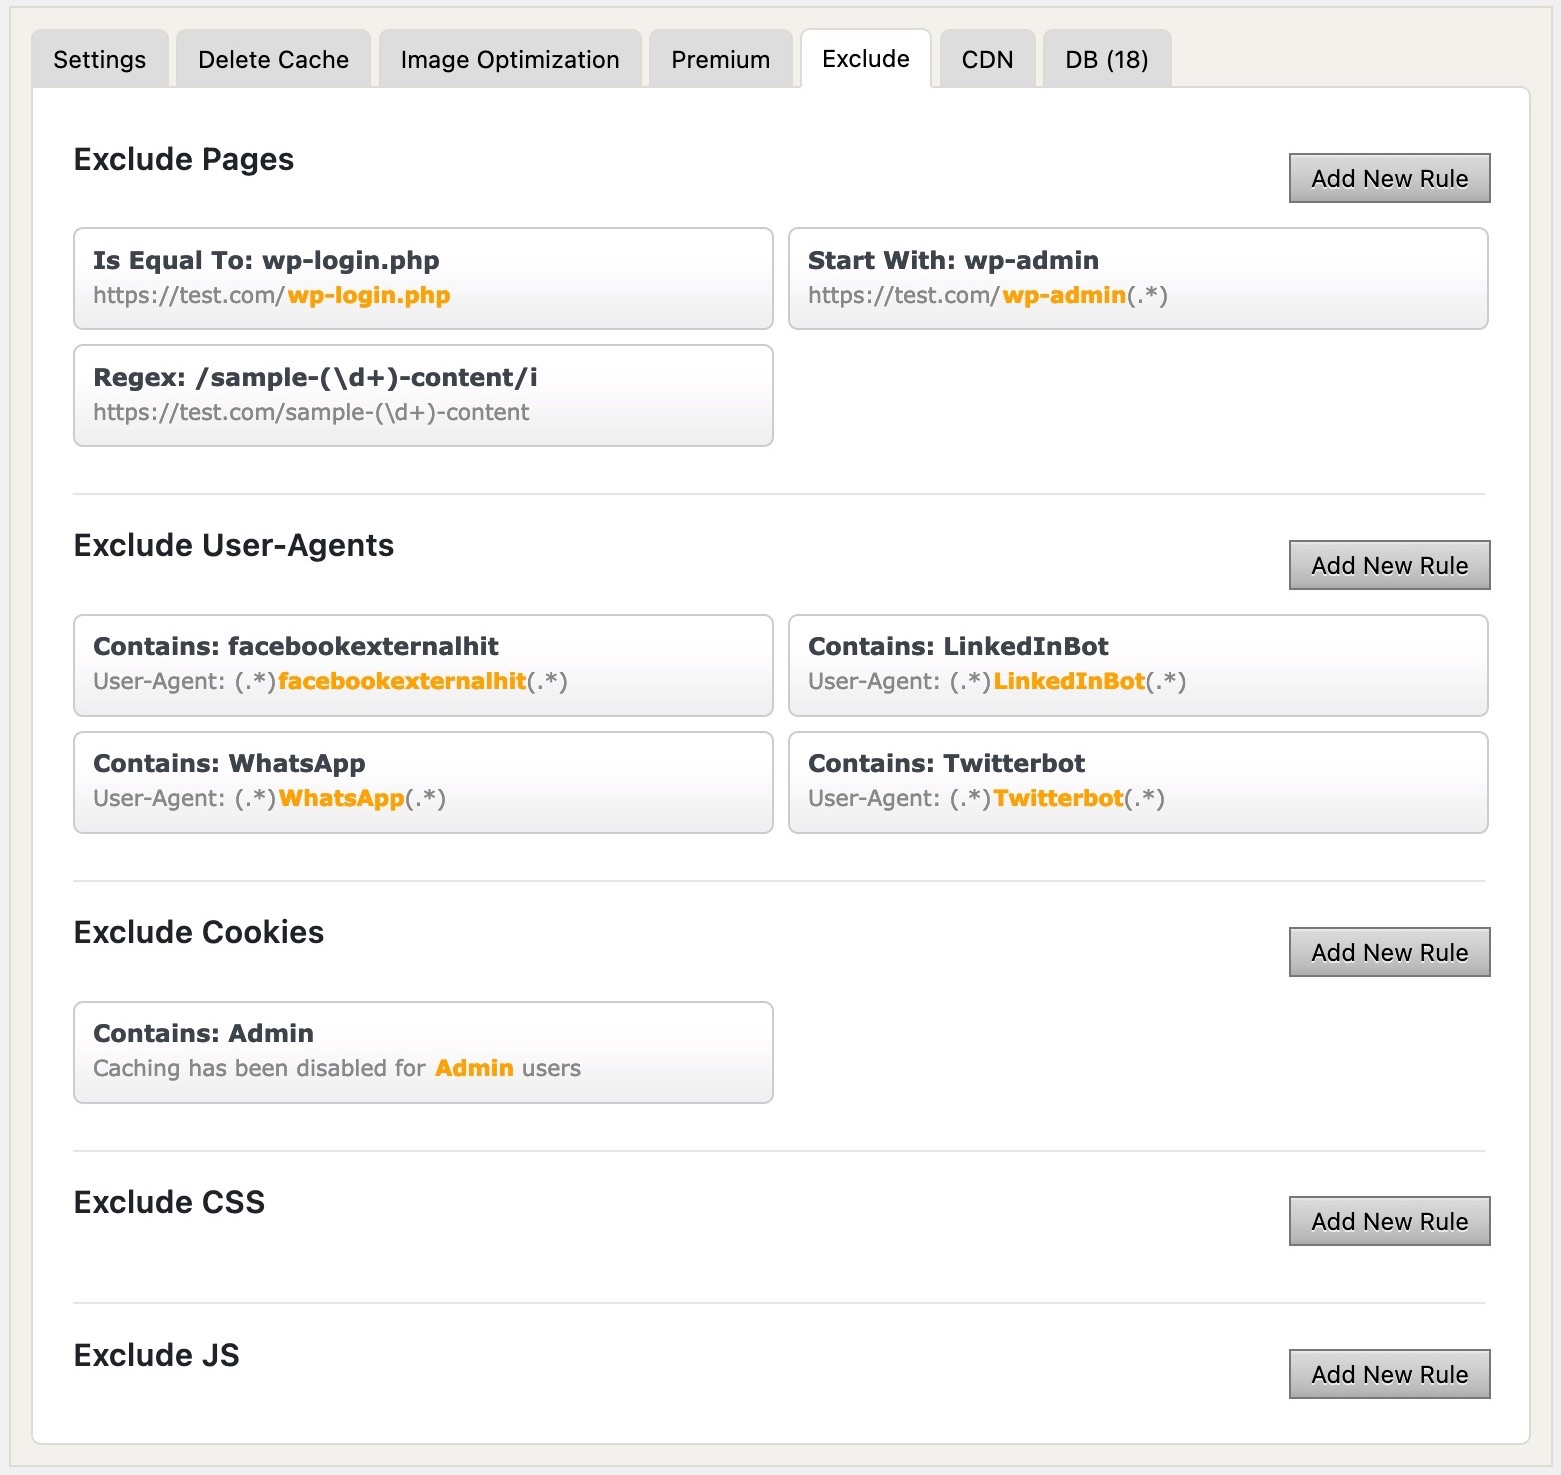 Settings
Delete Cache
Image Optimization
Premium
Exclude
CDN
DB (18)
Exclude Pages
Add New Rule
Is Equal To: wp-login.php
https://test.com/wp-login.php
Start With: wp-admin
https://test.com/wp-admin(.*)
Regex: /sample-(\d+)-content/i
https://test.com/sample-(\d+)-content
Exclude User-Agents
Add New Rule
Contains: facebookexternalhit
User-Agent: (.*)facebookexternalhit(.*)
Contains: LinkedInBot
User-Agent: (.*)LinkedInBot(.*)
Contains: WhatsApp
User-Agent: (.*)WhatsApp(.*)
Contains: Twitterbot
User-Agent: (.*)Twitterbot(.*)
Exclude Cookies
Add New Rule
Contains: Admin
Caching has been disabled for Admin users
Exclude CSS
Add New Rule
Exclude JS
Add New Rule